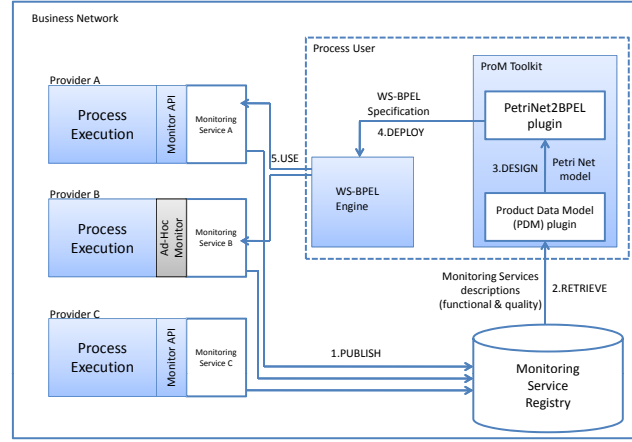 Business Network
Process User
ProM Toolkit
Provider A
Process
Execution
Monitor API
Monitoring
Service A
WS-BPEL
Specification
4.DEPLOY
PetriNet2BPEL
plugin
5.USE
3.DESIGN
Petri Net
model
Provider B
Process
Execution
Ad-Hoc
Monitor
Monitoring
Service B
WS-BPEL
Engine
Product Data Model
(PDM) plugin
Monitoring Services
descriptions
(functional & quality)
2.RETRIEVE
Provider C
Process
Execution
Monitor API
Monitoring
Service C
1.PUBLISH
Monitoring
Service
Registry